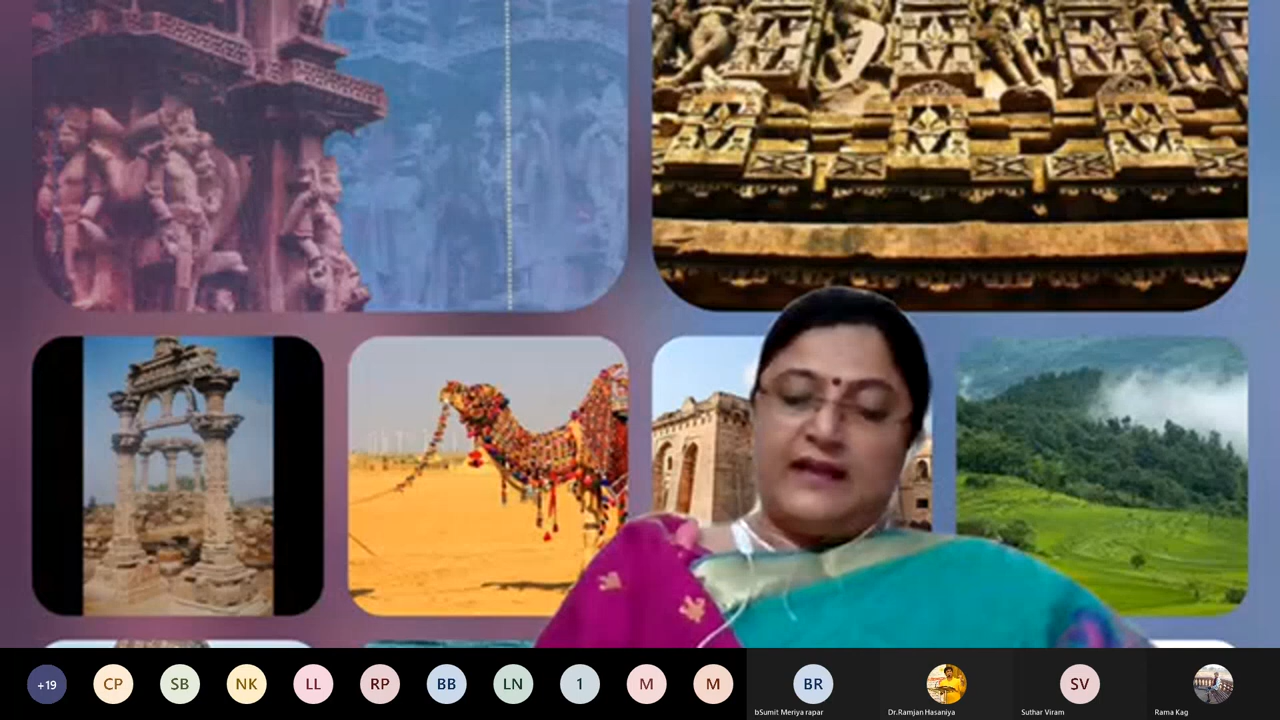 +19
CP
SB
NK
LL
RP
BB
LN
1
M
M
BR
SV
bSumit Meriya rapar
Dr.Ramjan Hasaniya
Suthar Viram
Rama Kag